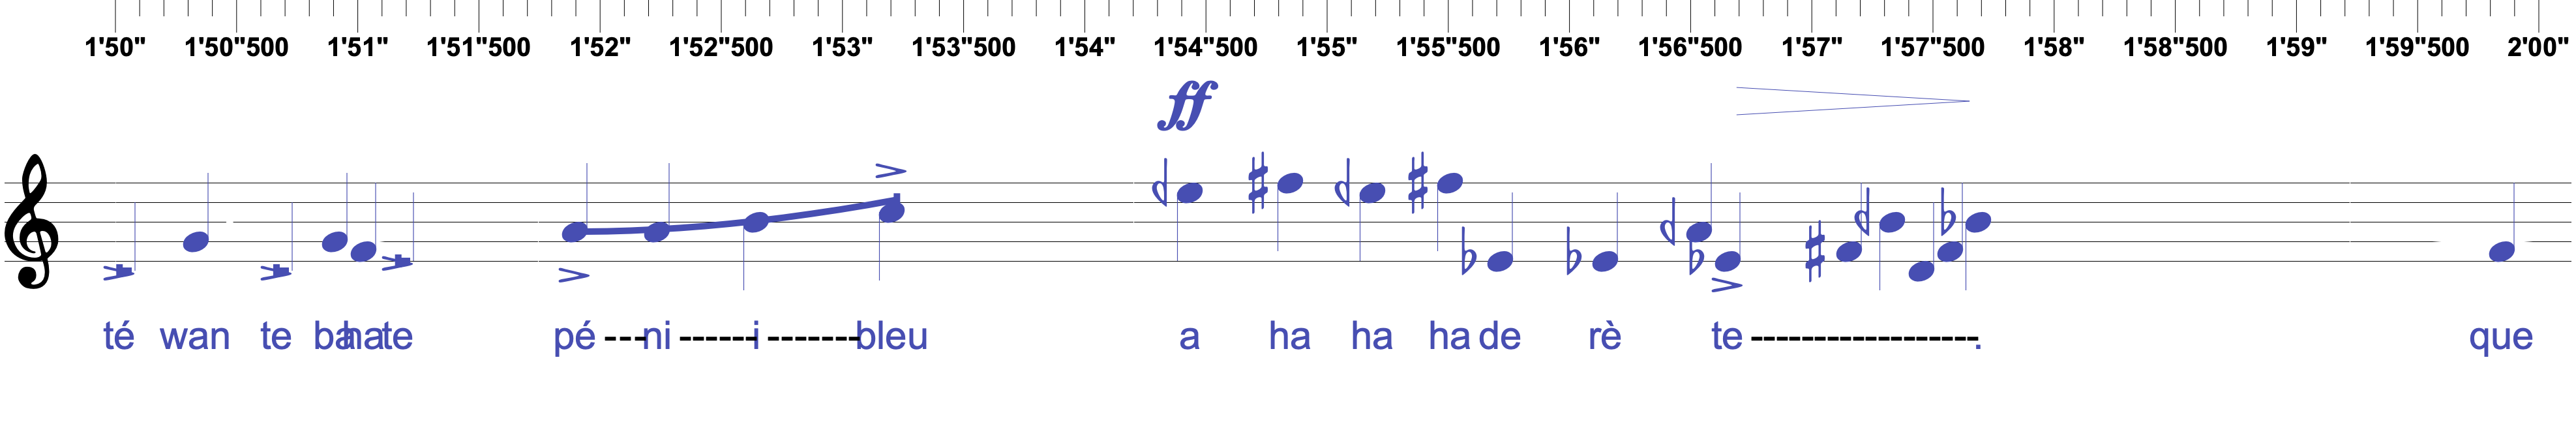 1'50" 1'50"500 1'51" 1'51"500 1'52" 1'52"500 1'53" 1'53"500 1'54" 1'54"500 1'55" 1'55"500 1'56" 1'56"500 1'57" 1'57"500 1'58" 1'58"500 1'59" 1'59"500 2'00"
ff
té wan te ba ha te pé ---ni ------i -------bleu a ha ha ha de rè te ------------------. que